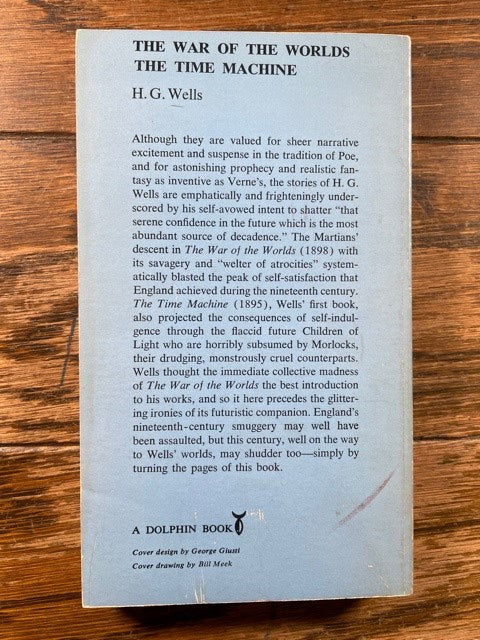 THE WAR OF THE WORLDS
THE TIME MACHINE
H. G. Wells
Although they are valued for sheer narrative
excitement and suspense in the tradition of Poe,
and for astonishing prophecy and realistic fan-
tasy as inventive as Verne's, the stories of H. G.
Wells are emphatically and frighteningly under-
scored by his self-avowed intent to shatter "that
serene confidence in the future which is the most
abundant source of decadence." The Martians'
descent in The War of the Worlds (1898) with
its savagery and "welter of atrocities" system-
atically blasted the peak of self-satisfaction that
England achieved during the nineteenth century.
The Time Machine (1895), Wells' first book,
also projected the consequences of self-indul-
gence through the flaccid future Children of
Light who are horribly subsumed by Morlocks,
their drudging, monstrously cruel counterparts.
Wells thought the immediate collective madness
of The War of the Worlds the best introduction
to his works, and so it here precedes the glitter-
ing ironies of its futuristic companion. England's
nineteenth-century smuggery may well have
been assaulted, but this century, well on the way
to Wells' worlds, may shudder too—simply by
turning the pages of this book.
A DOLPHIN BOOK
Cover design by George Giusti
Cover drawing by Bill Meek